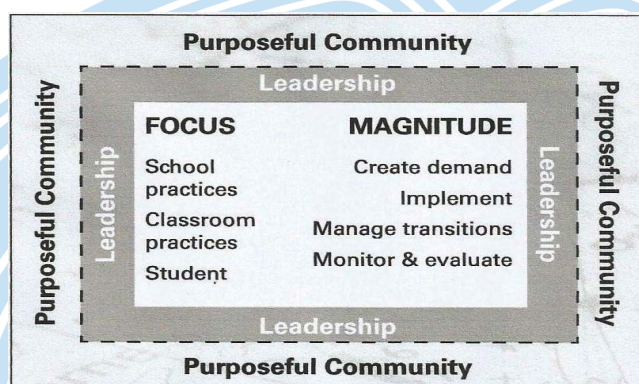 Purposeful Community
Leadership
Purposeful Community
Leadership
FOCUS
School
practices
Classroom
practices
Student
MAGNITUDE
Create demand
Implement
Manage transitions
Monitor & evaluate
Leadership
Purposeful Community
Leadership
Purposeful Community